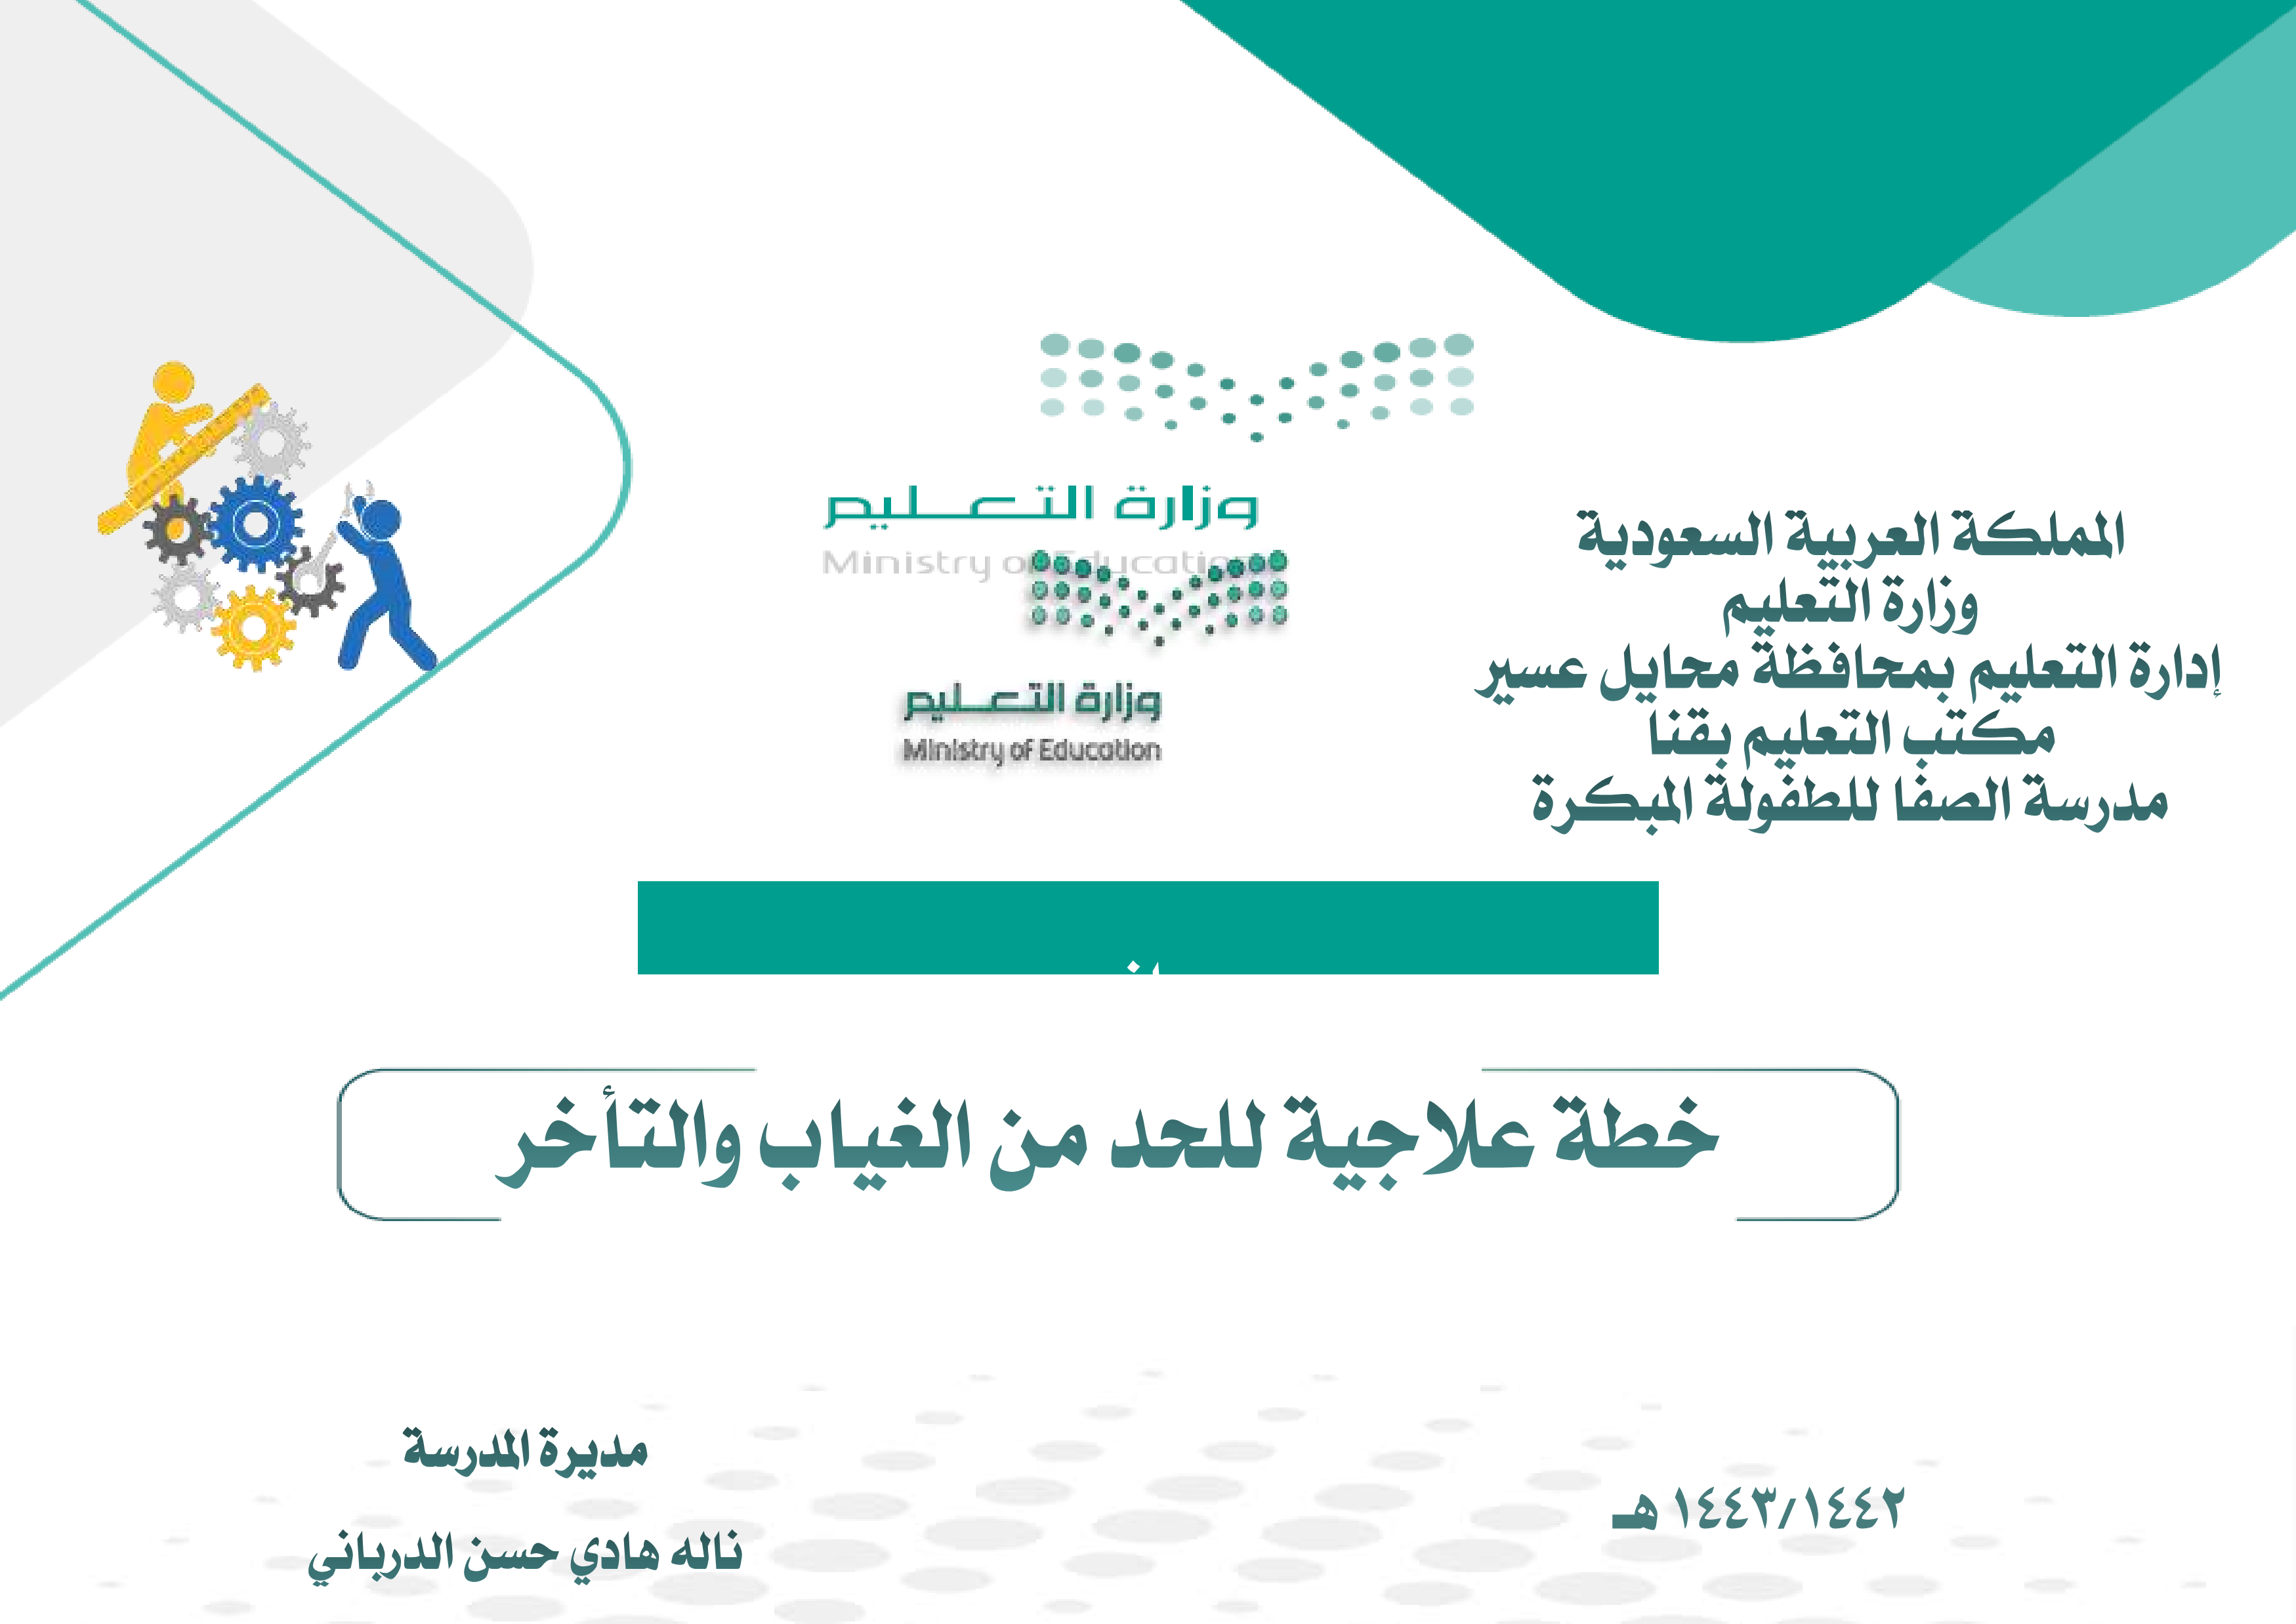 المملكة العربية السعودية
وزارة التعليم
إدارة التعليم بمحافظة محايل عسير
مكتب التعليم بقنا
مدرسة الصفا للطفولة المبكرة
وزارة التعـــليم
Ministry of Education
وزارة التعـــليم
Ministry of Education
خطة علاجية للحد من الغياب والتأخر
١٤٤٣/١٤٤٢ هـ
مديرة المدرسة
ناله هادي حسن الدرباني